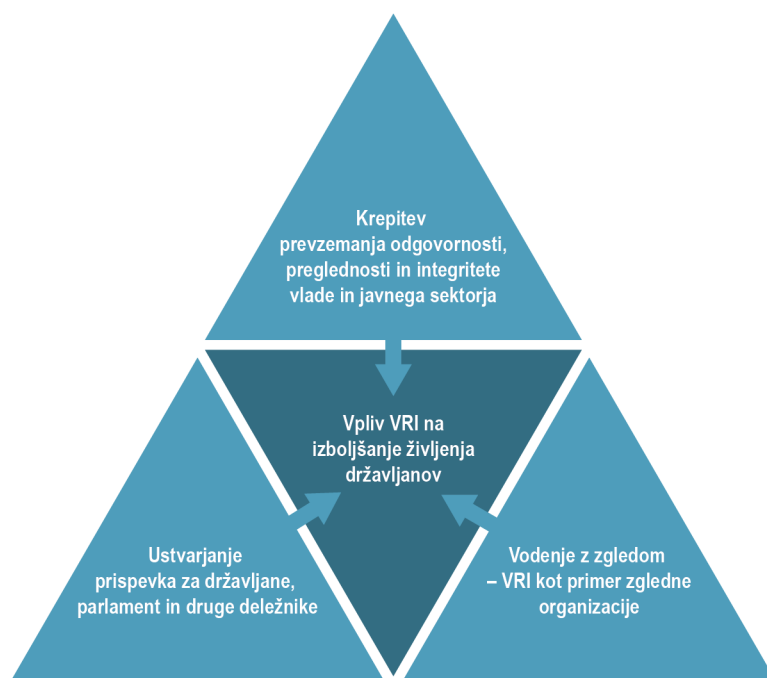 Krepitev
prevzemanja odgovornosti,
preglednosti in integritete
vlade in javnega sektorja
Vpliv VRI na
izboljšanje življenja
državljanov
Ustvarjanje
prispevka za državljane,
parlament in druge deležnike
Vodenje z zgledom
– VRI kot primer zgledne
organizacije